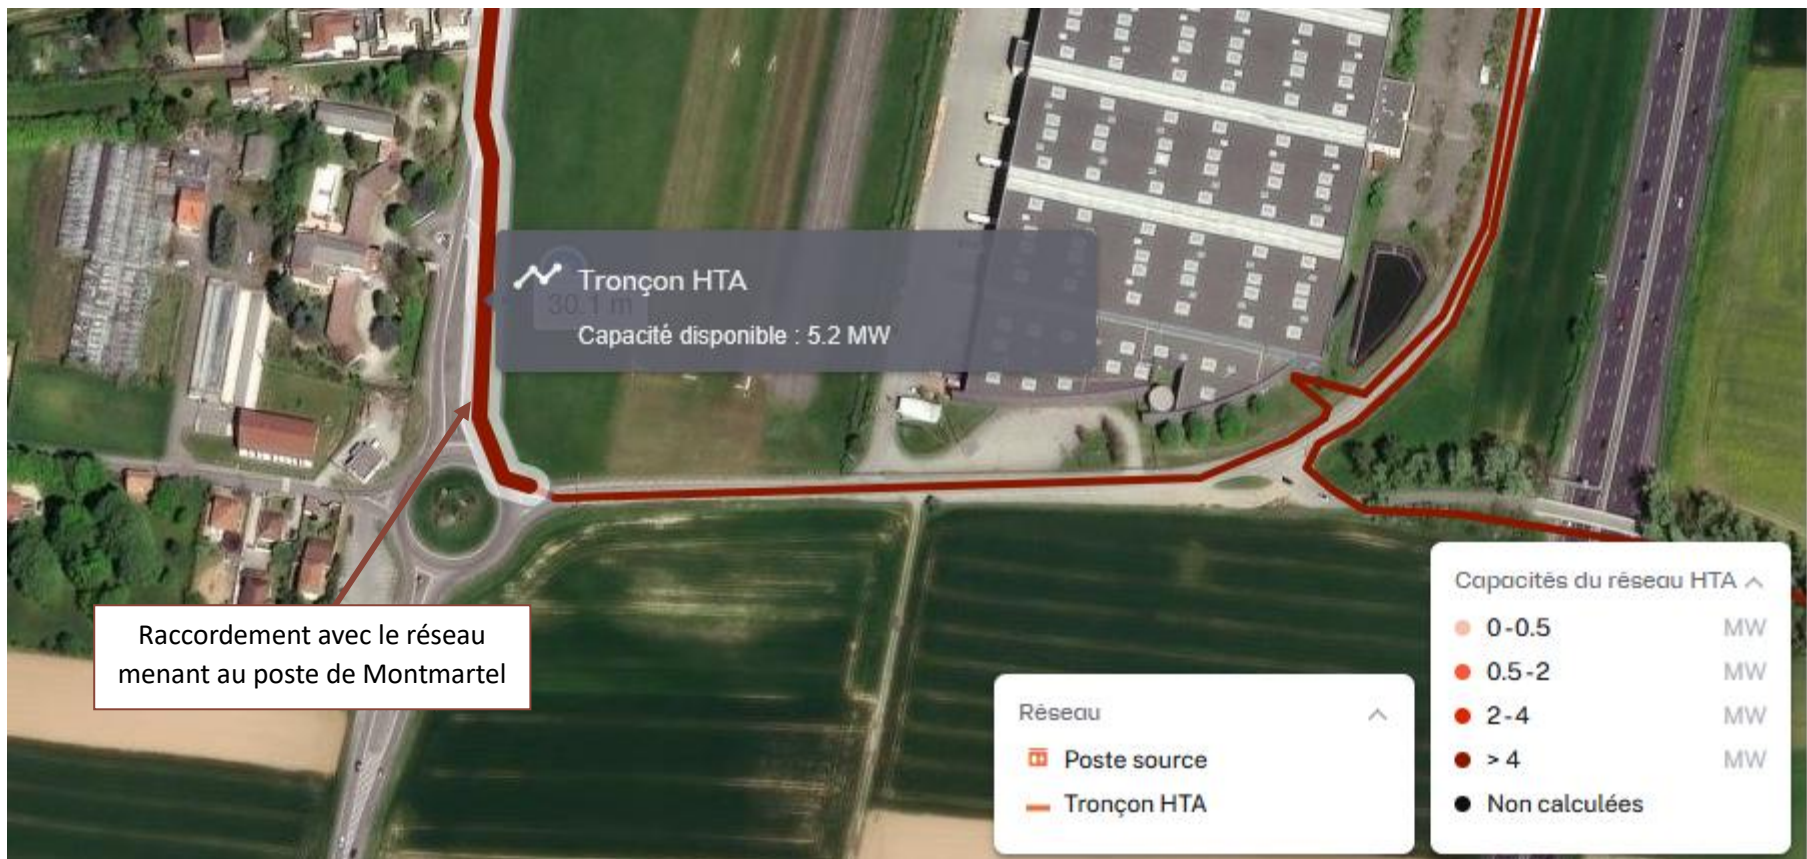 Tronçon HTA
30.1 m
Capacité disponible : 5.2 MW
Raccordement avec le réseau
menant au poste de Montmartel
Réseau
Poste source
Tronçon HTA
Capacités du réseau HTA
0-0.5 MW
0.5-2 MW
2-4 MW
> 4 MW
Non calculées